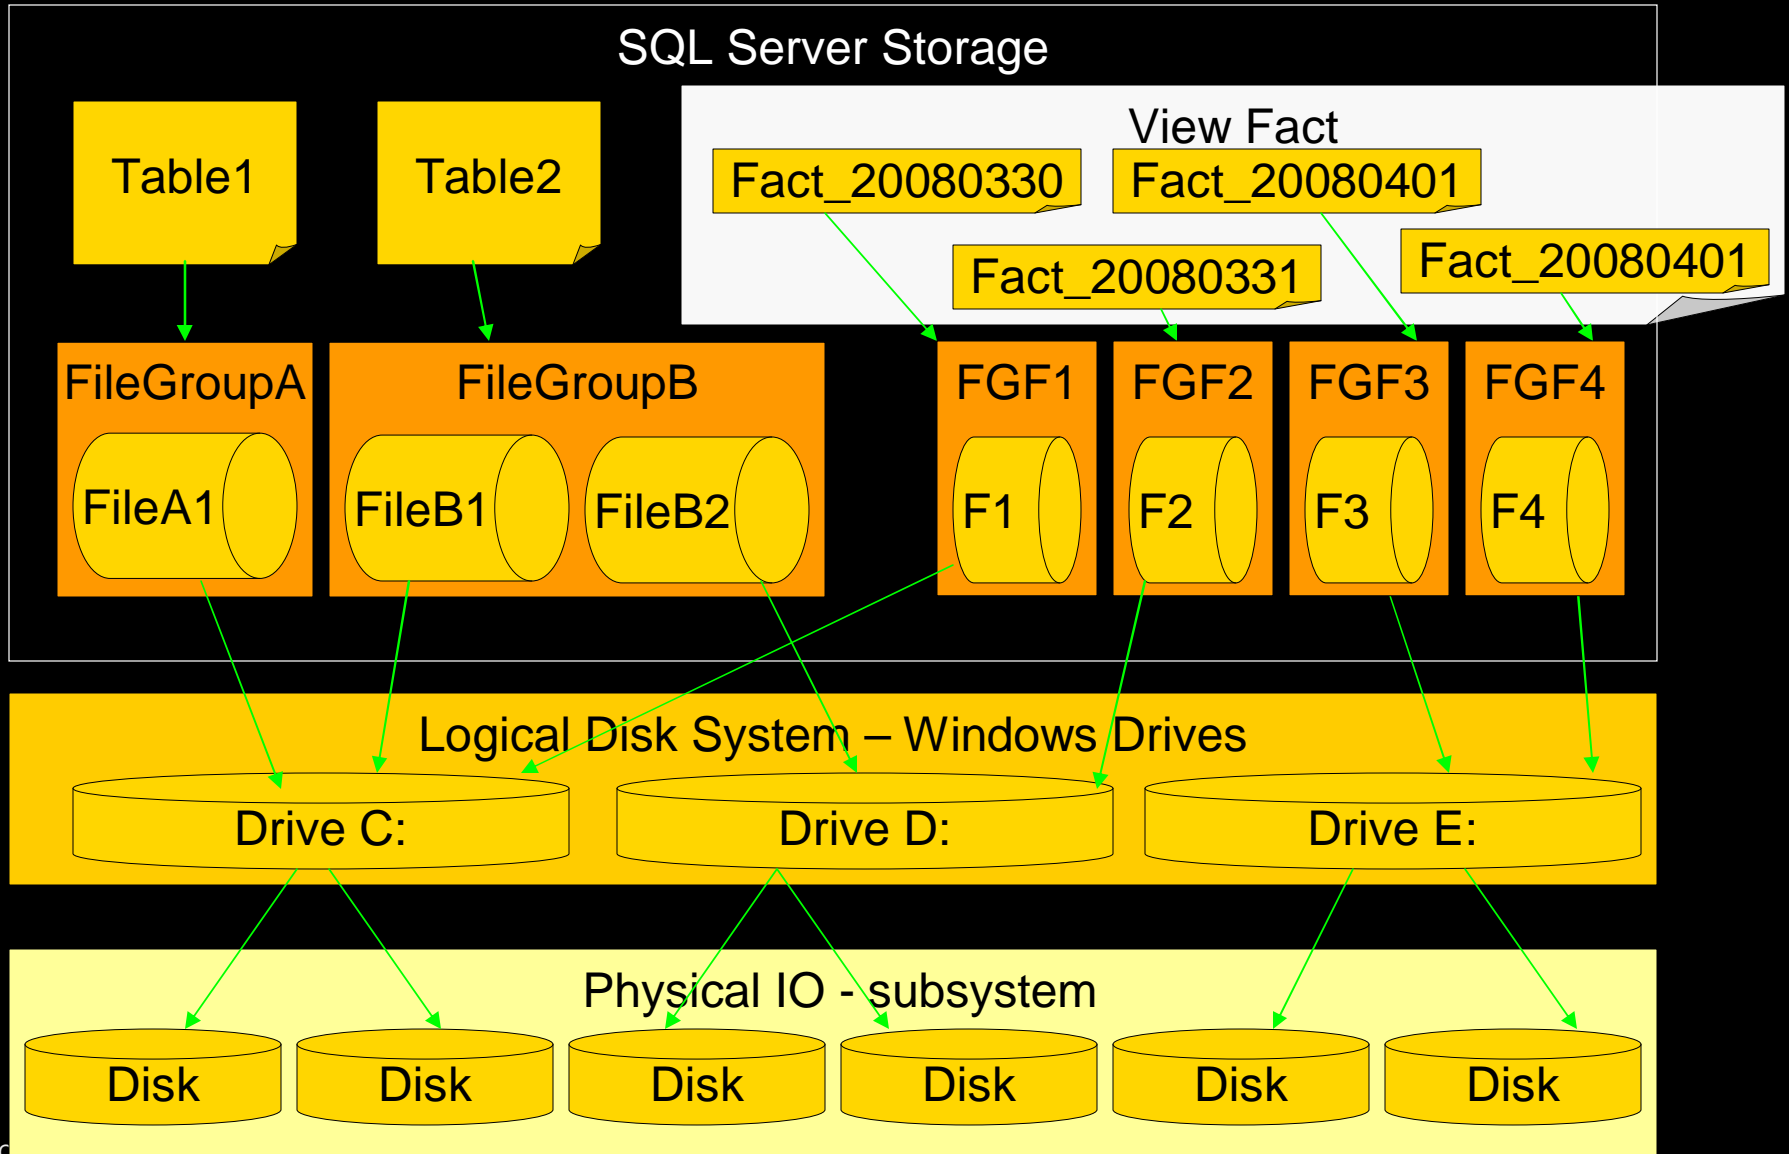 SQL Server Storage
Table1
Table2
View Fact
Fact_20080330
Fact_20080401
Fact_20080331
Fact_20080401
FileGroupA
FileGroupB
FGF1
FGF2
FGF3
FGF4
FileA1
FileB1
FileB2
F1
F2
F3
F4
Logical Disk System – Windows Drives
Drive C:
Drive D:
Drive E:
Physical IO - subsystem
Disk
Disk
Disk
Disk
Disk
Disk